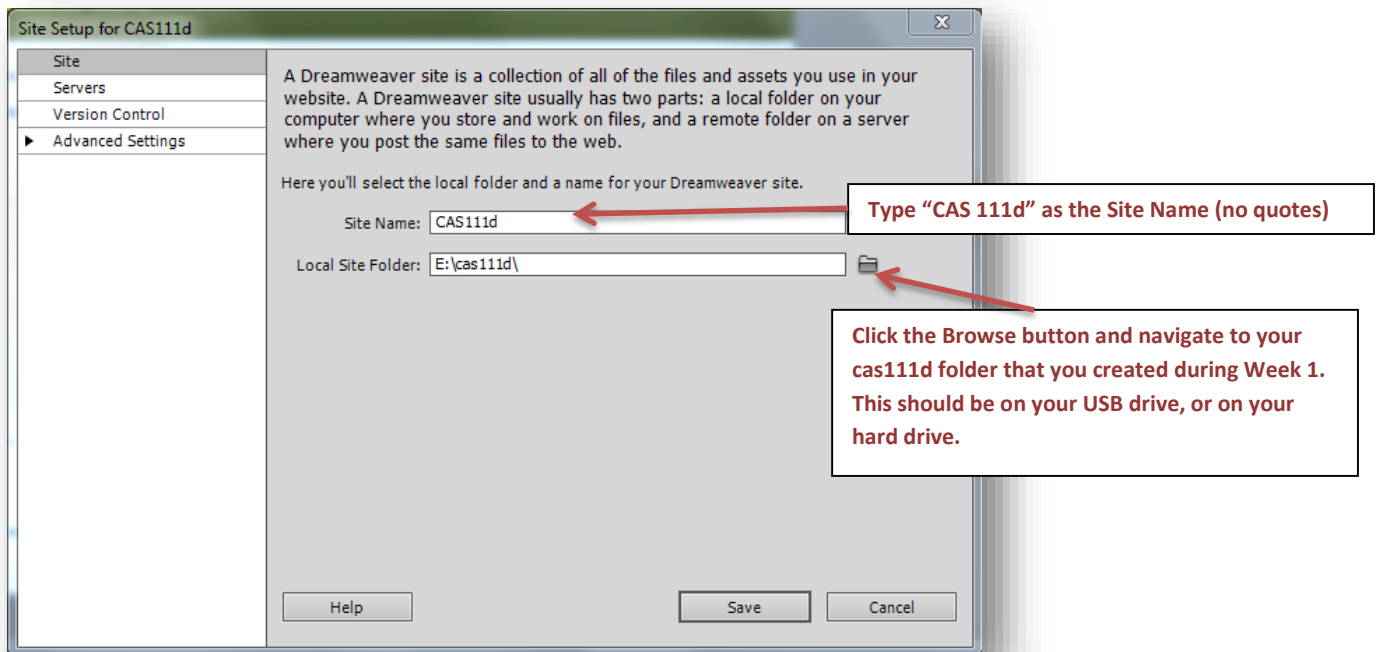 Site Setup for CAS111d
X
Site
Servers
Version Control
Advanced Settings
A Dreamweaver site is a collection of all of the files and assets you use in your
website. A Dreamweaver site usually has two parts: a local folder on your
computer where you store and work on files, and a remote folder on a server
where you post the same files to the web.
Here you'll select the local folder and a name for your Dreamweaver site.
Site Name: CAS111d
Type “CAS 111d” as the Site Name (no quotes)
Local Site Folder: E:\cas111d\
Click the Browse button and navigate to your
cas111d folder that you created during Week 1.
This should be on your USB drive, or on your
hard drive.
Help
Save
Cancel